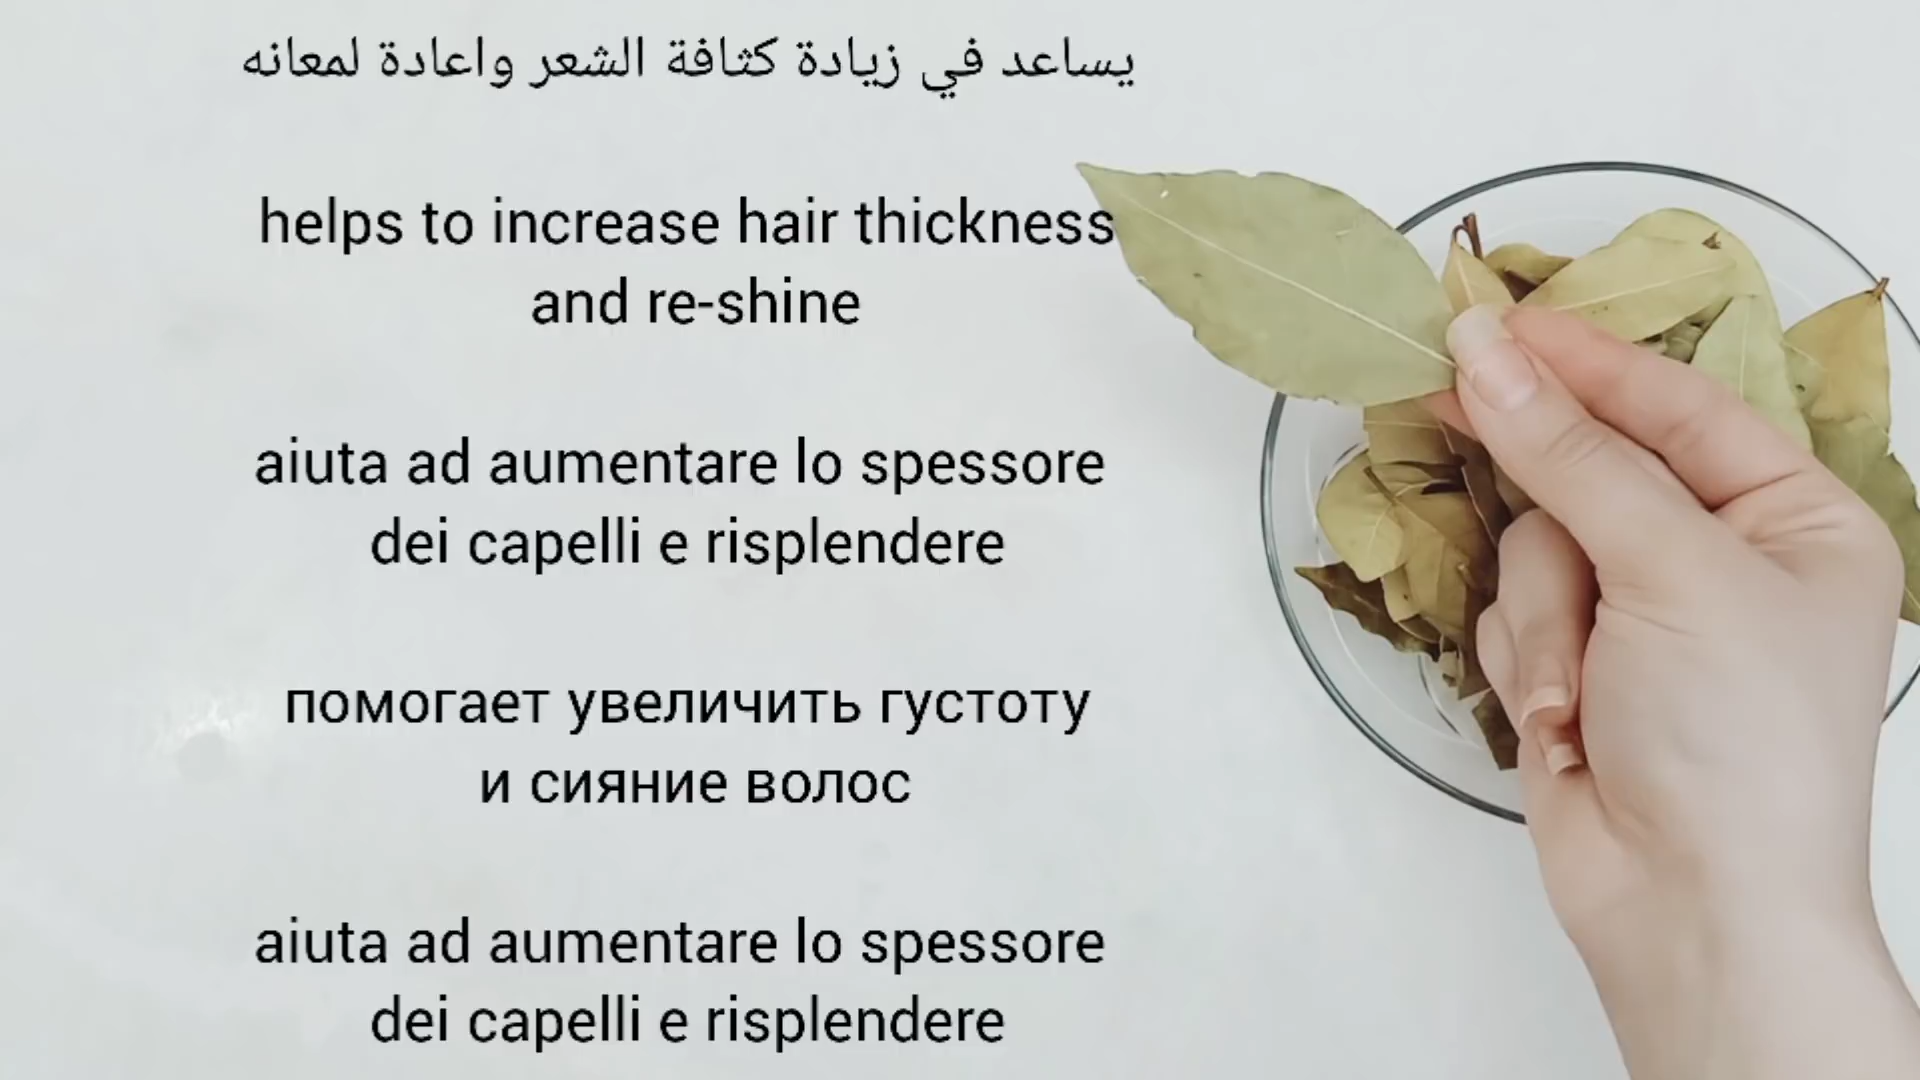 يساعد في زيادة كثافة الشعر واعادة لمعانه
helps to increase hair thickness
and re-shine
aiuta ad aumentare lo spessore
dei capelli e risplendere
помогает увеличить густоту
и сияние волос
aiuta ad aumentare lo spessore
dei capelli e risplendere